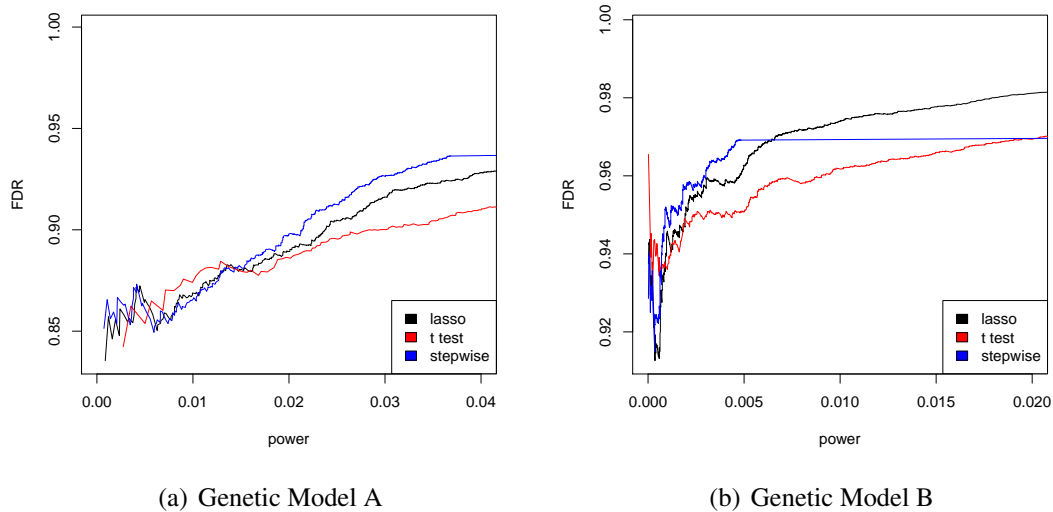 1.00
0.95
0.90
0.85
FDR
lasso
t test
stepwise
0.00 0.01 0.02 0.03 0.04
power
(a) Genetic Model A
1.00
0.98
0.96
0.94
0.92
FDR
lasso
t test
stepwise
0.000 0.005 0.010 0.015 0.020
power
(b) Genetic Model B